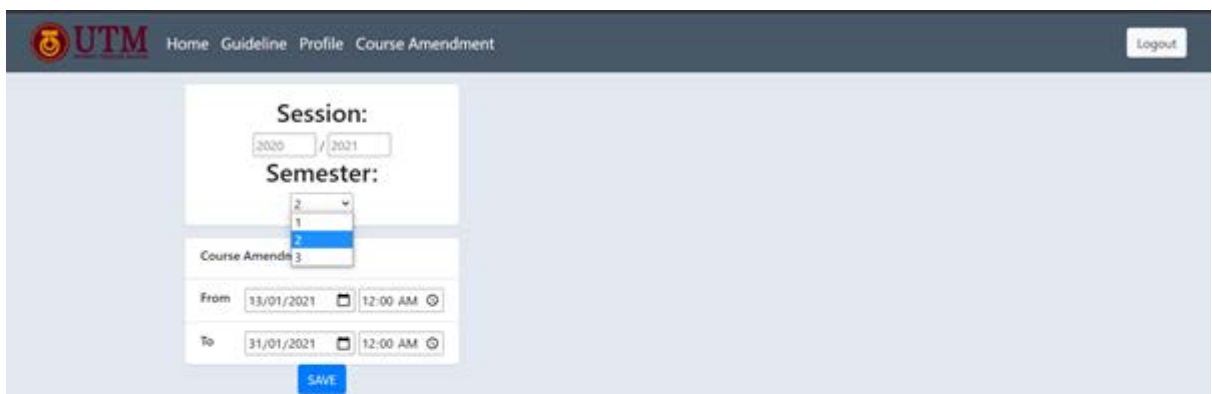 UTM Home Guideline Profile Course Amendment Logout
Session:
2020 / 2021
Semester:
2
1
2
3
Course
From 13/01/2021 12:00 AM
To 31/01/2021 12:00 AM
SAVE